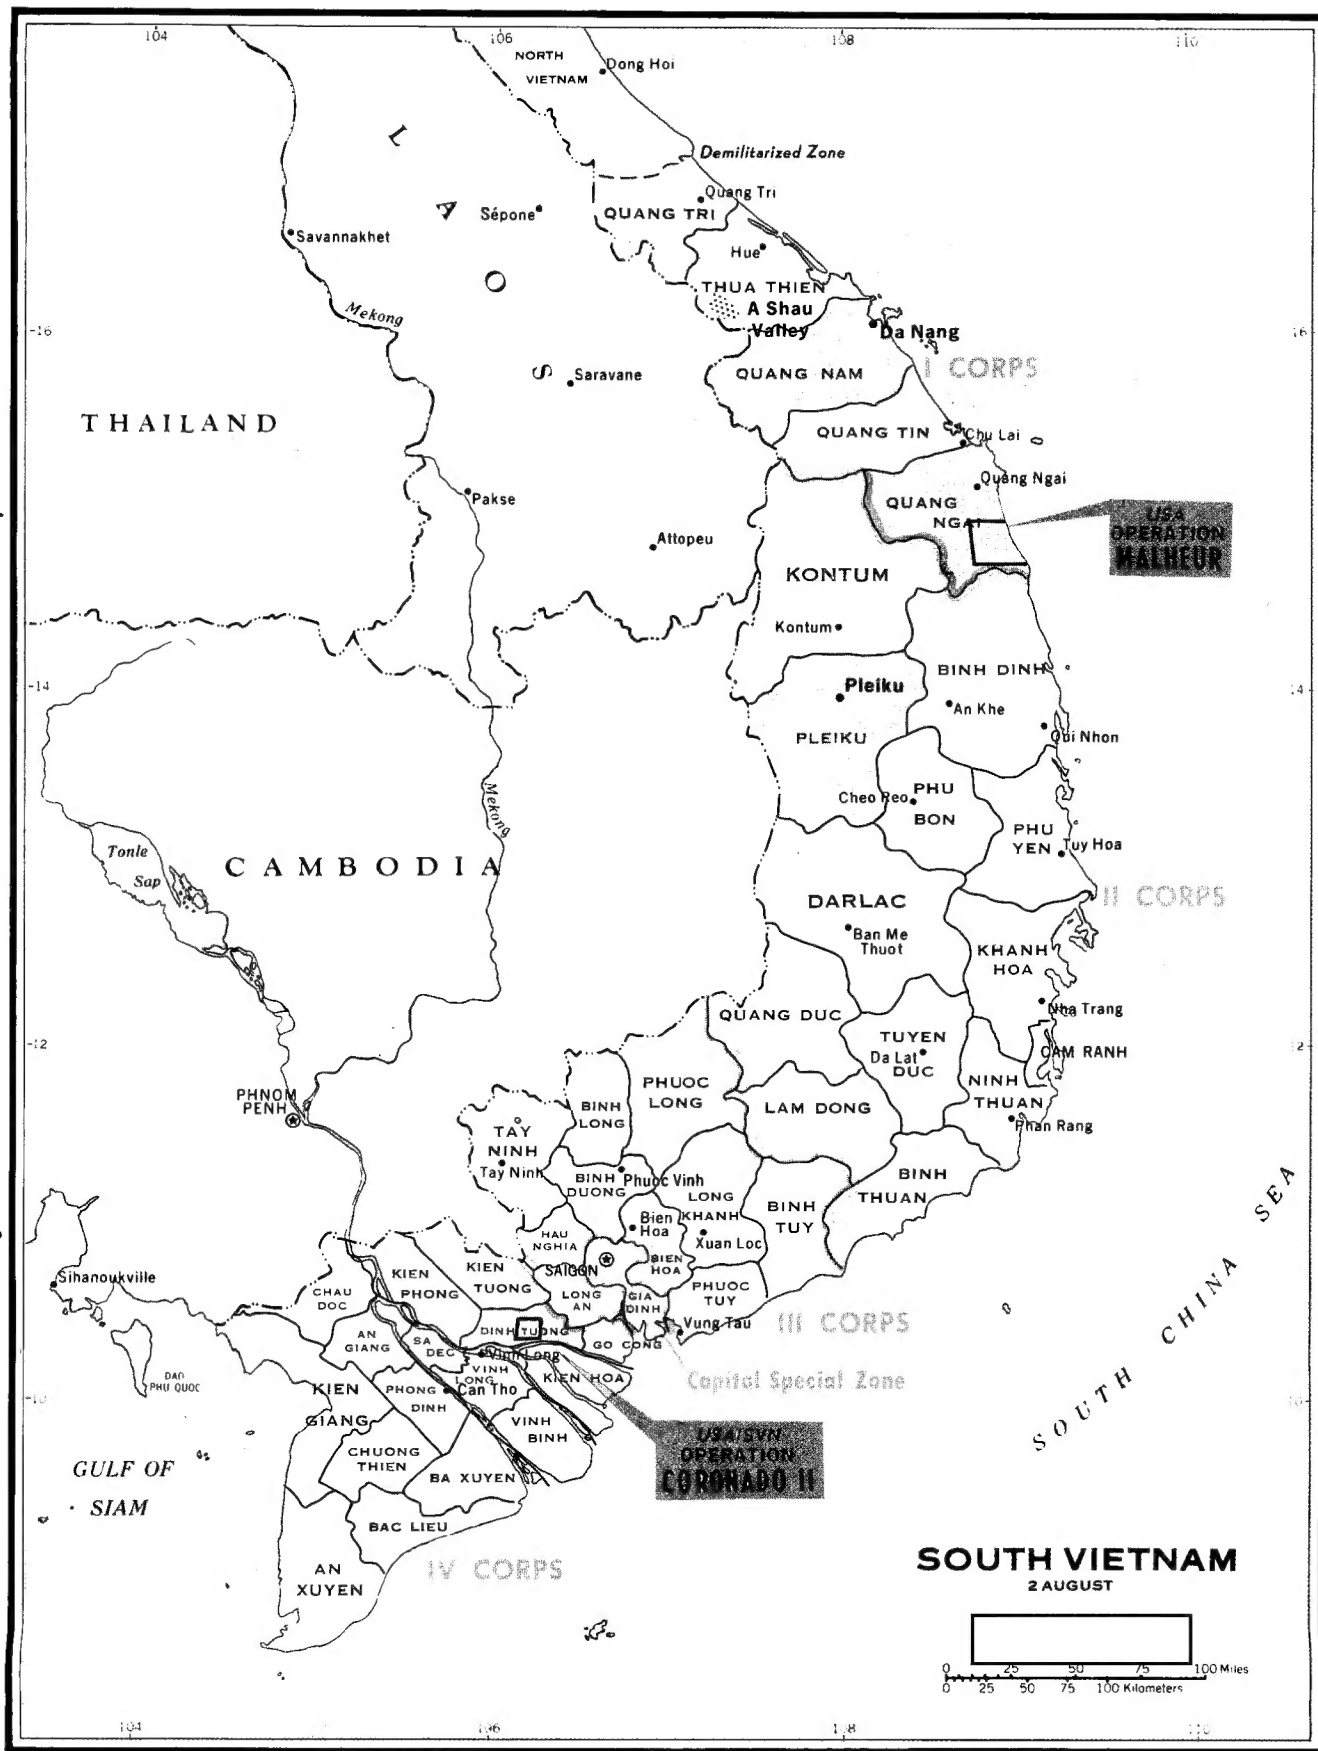 104 106 108 110
NORTH
VIETNAM
Dong Hoi
L
A
O
S
Demilitarized Zone
Quang Tri
QUANG TRI
Sépone
Savannakhet
Hue
THUA THIEN
A Shau
Valley
Mekong
16 16
Da Nang
I CORPS
QUANG NAM
Saravane
THAILAND
QUANG TIN
Chu Lai
Quang Ngai
QUANG
NGAI
Pakse
USA
OPERATION
MALHEUR
Attopeu
KONTUM
Kontum
BINH DINH
14 14
Pleiku
An Khe
PLEIKU
Qui Nhon
Mekong
Cheo Reo
PHU
BON
PHU
YEN
Tuy Hoa
Tonle
Sap
CAMBODIA
DARLAC
II CORPS
Ban Me
Thuot
KHANH
HOA
Nha Trang
QUANG DUC
TUYEN
DUC
Da Lat
12 12
CAM RANH
PHNOM
PENH
PHUOC
LONG
NINH
THUAN
BINH
LONG
LAM DONG
Phan Rang
TAY
NINH
Tay Ninh
BINH
DUONG
Phuoc Vinh
BINH
THUAN
LONG
KHANH
BINH
TUY
Bien
Hoa
Xuan Loc
HAU
NGHIA
BIEN
HOA
SAIGON
SOUTH CHINA SEA
Sihanoukville
KIEN
PHONG
KIEN
TUONG
CHAU
DOC
LONG
AN
GIA
DINH
PHUOC
TUY
Vung Tau
III CORPS
DINH TUONG
AN
GIANG
SA
DEC
GO CONG
Vinh Long
VINH
LONG
KIEN HOA
Capital Special Zone
DAO
PHU QUOC
KIEN
GIANG
PHONG
DINH
Can Tho
10 10
VINH
BINH
USA/SVN
OPERATION
CORONADO II
CHUONG
THIEN
BA XUYEN
GULF OF
SIAM
BAC LIEU
AN
XUYEN
IV CORPS
SOUTH VIETNAM
2 AUGUST
0 25 50 75 100 Miles
0 25 50 75 100 Kilometers
104 106 108 110